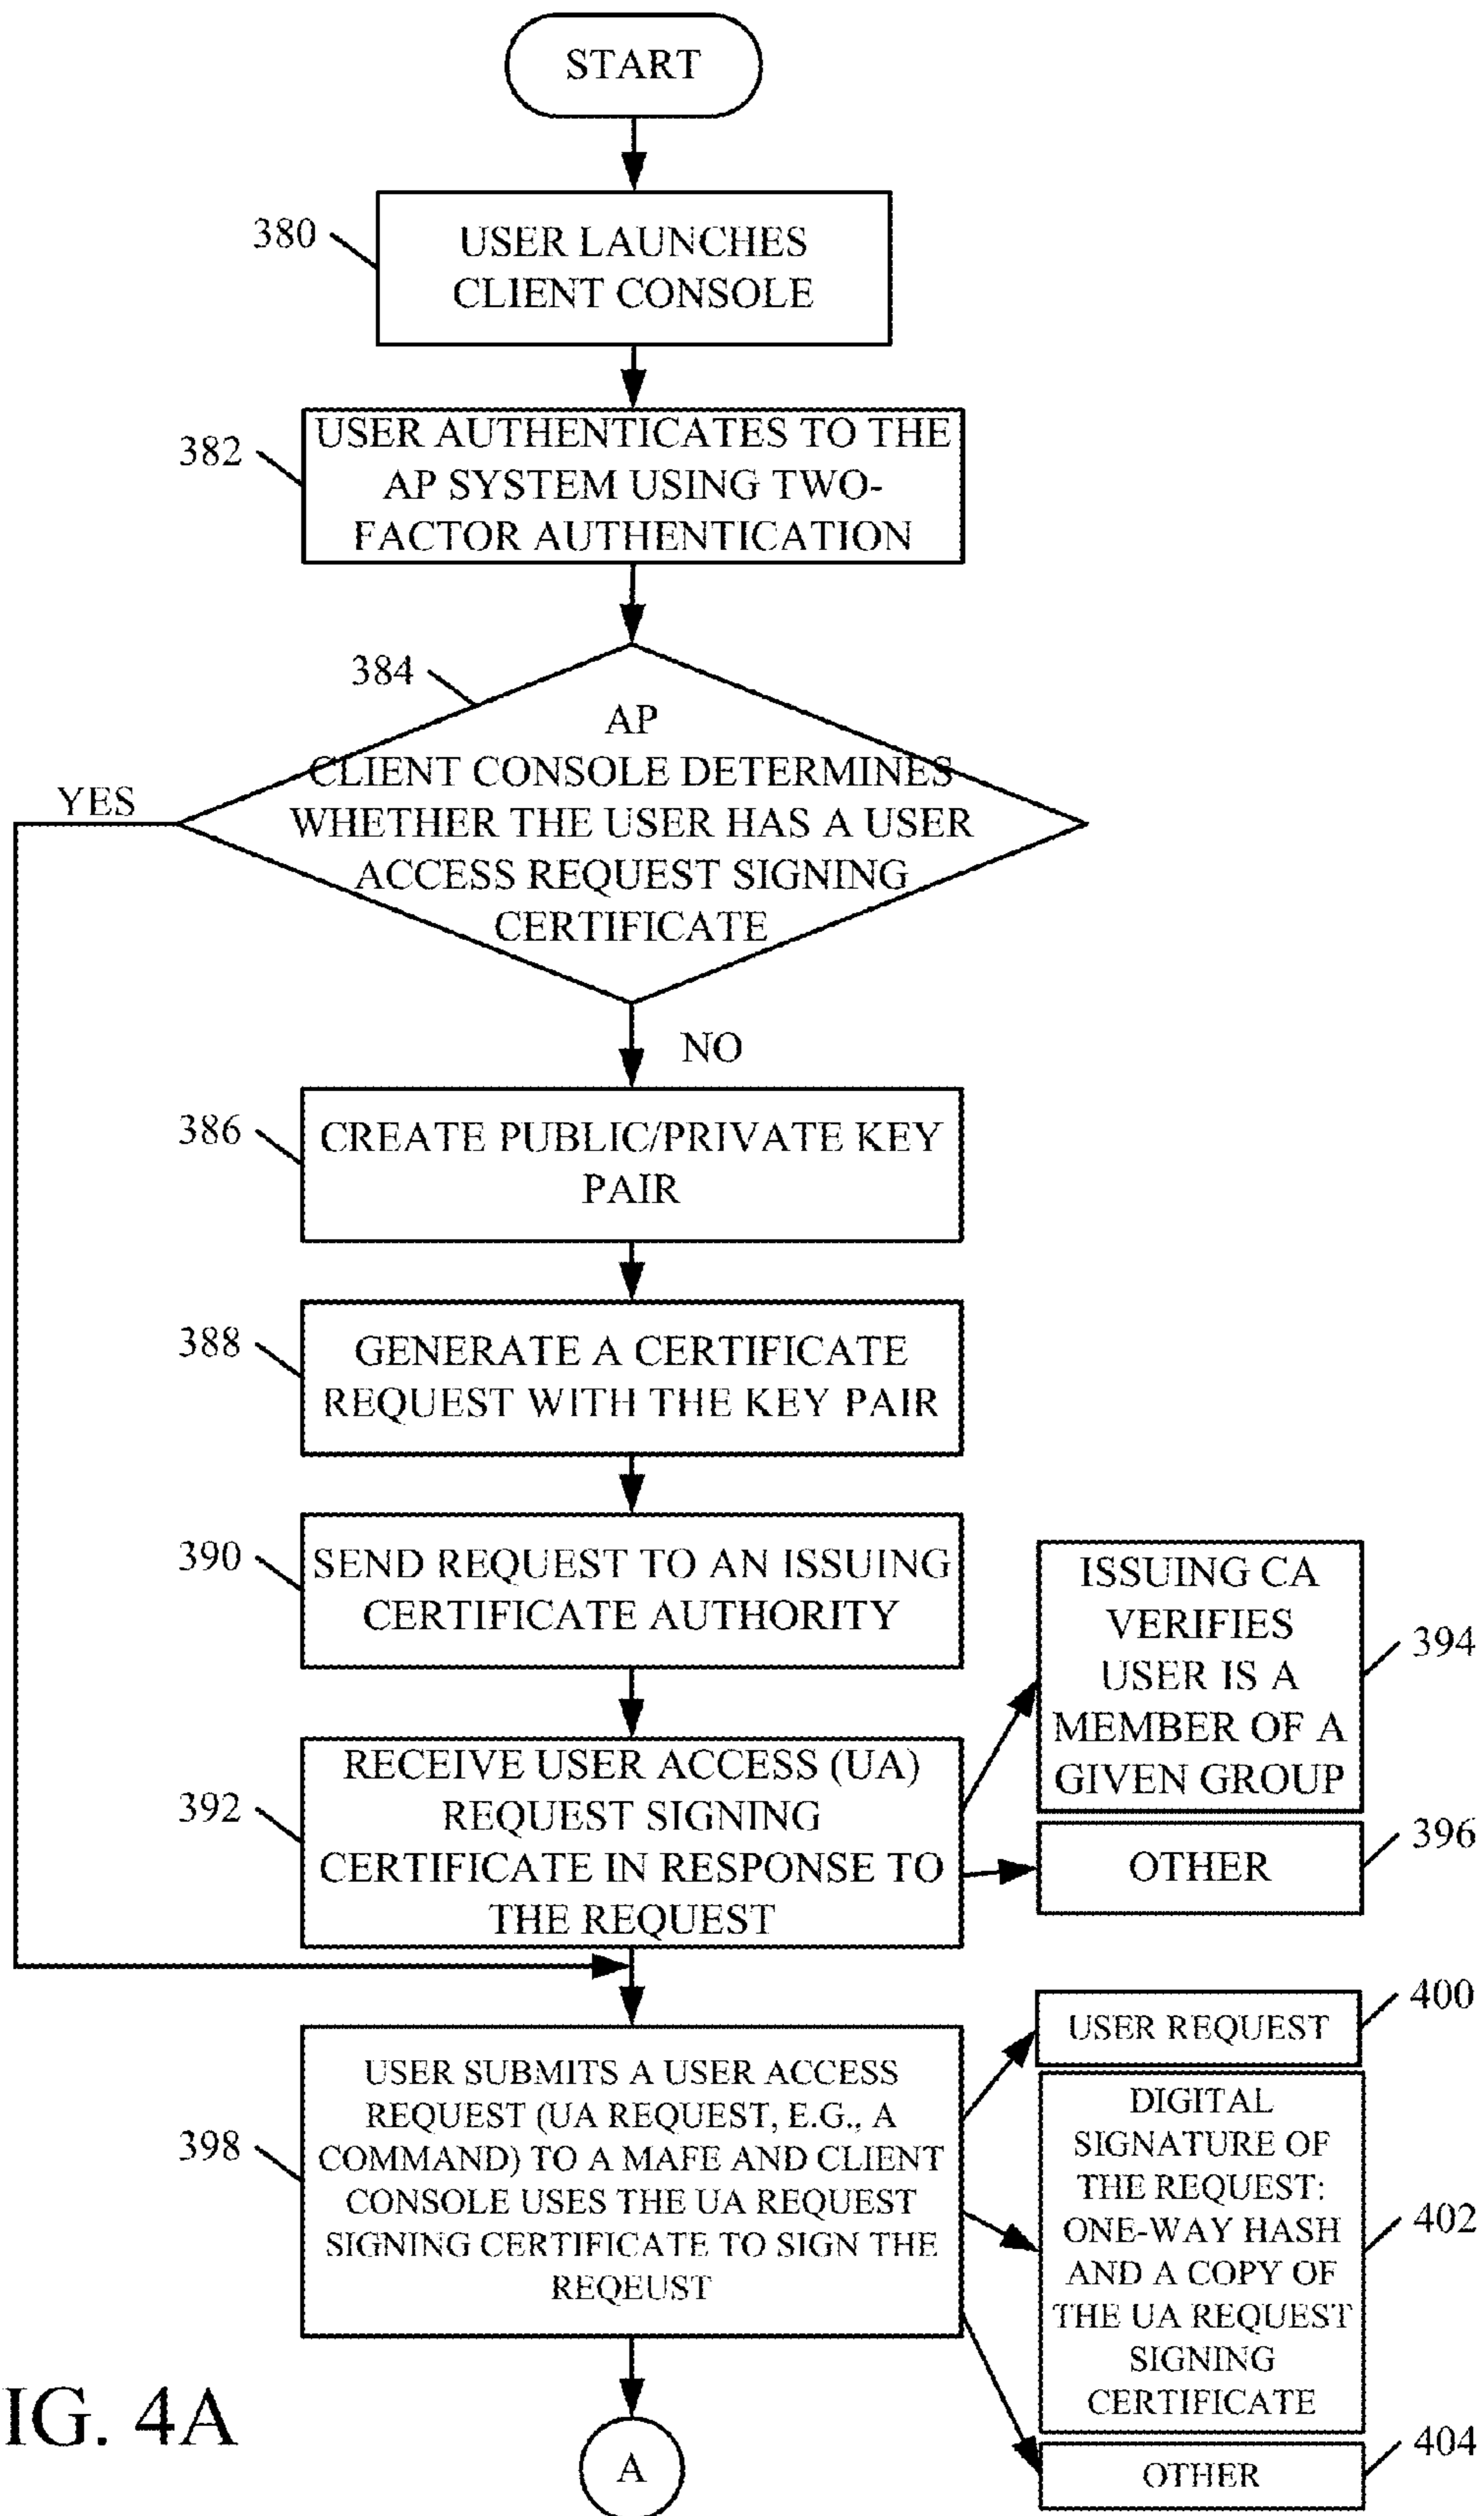 START
380
USER LAUNCHES
CLIENT CONSOLE
382
USER AUTHENTICATES TO THE
AP SYSTEM USING TWO-
FACTOR AUTHENTICATION
384
AP
CLIENT CONSOLE DETERMINES
WHETHER THE USER HAS A USER
ACCESS REQUEST SIGNING
CERTIFICATE
YES
NO
386
CREATE PUBLIC/PRIVATE KEY
PAIR
388
GENERATE A CERTIFICATE
REQUEST WITH THE KEY PAIR
390
SEND REQUEST TO AN ISSUING
CERTIFICATE AUTHORITY
392
RECEIVE USER ACCESS (UA)
REQUEST SIGNING
CERTIFICATE IN RESPONSE TO
THE REQUEST
ISSUING CA
VERIFIES
USER IS A
MEMBER OF A
GIVEN GROUP
394
OTHER
396
398
USER SUBMITS A USER ACCESS
REQUEST (UA REQUEST, E.G., A
COMMAND) TO A MAFE AND CLIENT
CONSOLE USES THE UA REQUEST
SIGNING CERTIFICATE TO SIGN THE
REQEUST
USER REQUEST
400
DIGITAL
SIGNATURE OF
THE REQUEST:
ONE-WAY HASH
AND A COPY OF
THE UA REQUEST
SIGNING
CERTIFICATE
402
OTHER
404
A
IG. 4A